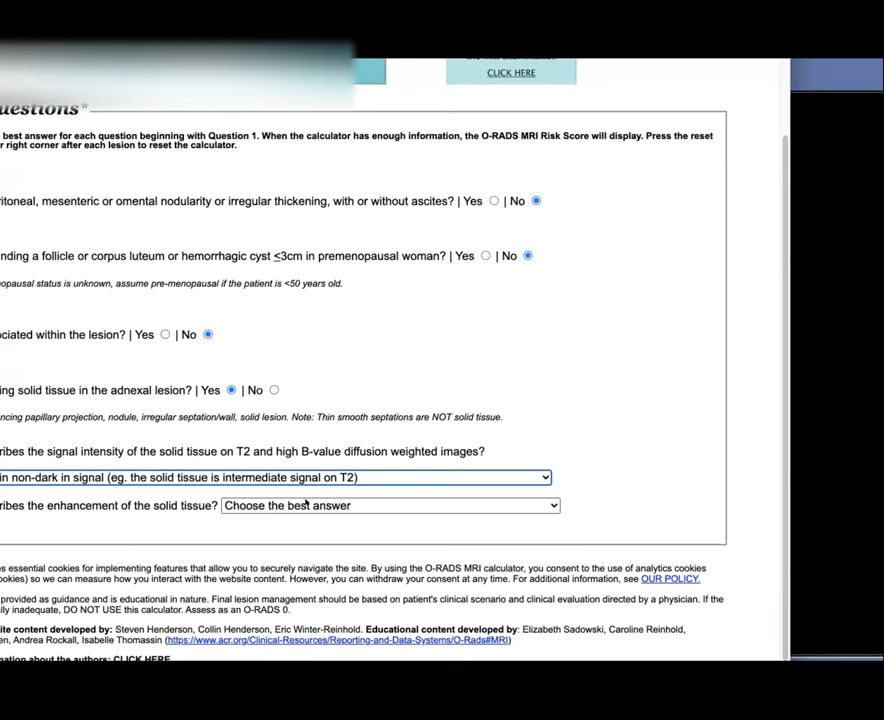 CLICK HERE
uestions*
best answer for each question beginning with Question 1. When the calculator has enough information, the O-RADS MRI Risk Score will display. Press the reset
r right corner after each lesion to reset the calculator.
ritoneal, mesenteric or omental nodularity or irregular thickening, with or without ascites? | Yes | No
nding a follicle or corpus luteum or hemorrhagic cyst ≤3cm in premenopausal woman? | Yes | No
nopausal status is unknown, assume pre-menopausal if the patient is <50 years old.
ociated within the lesion? | Yes | No
ing solid tissue in the adnexal lesion? | Yes | No
ncing papillary projection, nodule, irregular septation/wall, solid lesion. Note: Thin smooth septations are NOT solid tissue.
ribes the signal intensity of the solid tissue on T2 and high B-value diffusion weighted images?
in non-dark in signal (eg. the solid tissue is intermediate signal on T2)
ribes the enhancement of the solid tissue? Choose the best answer
es essential cookies for implementing features that allow you to securely navigate the site. By using the O-RADS MRI calculator, you consent to the use of analytics cookies
ookies) so we can measure how you interact with the website content. However, you can withdraw your consent at any time. For additional information, see OUR POLICY.
provided as guidance and is educational in nature. Final lesion management should be based on patient's clinical scenario and clinical evaluation directed by a physician. If the
lly inadequate, DO NOT USE this calculator. Assess as an O-RADS 0.
ite content developed by: Steven Henderson, Collin Henderson, Eric Winter-Reinhold. Educational content developed by: Elizabeth Sadowski, Caroline Reinhold,
en, Andrea Rockall, Isabelle Thomassin (https://www.acr.org/Clinical-Resources/Reporting-and-Data-Systems/O-Rads#MRI)
mation about the authors: CLICK HERE